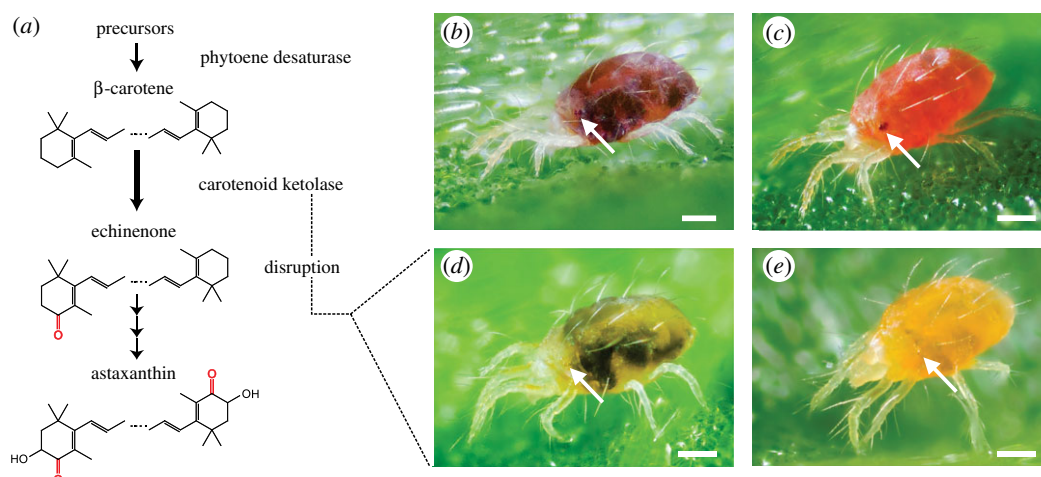 (a)
precursors
phytoene desaturase
β-carotene
carotenoid ketolase
echinenone
disruption
O
astaxanthin
O
OH
HO
O
(b)
(c)
(d)
(e)